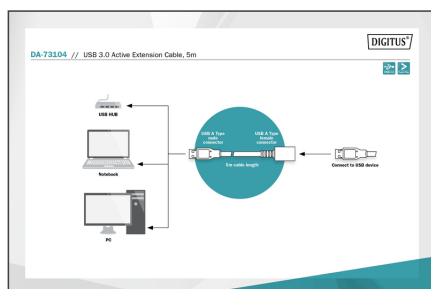 DIGITUS®
DA-73104 // USB 3.0 Active Extension Cable, 5m
USB HUB
USB A Type
male
connector
USB A Type
female
connector
5m cable length
Notebook
Connect to USB device
PC